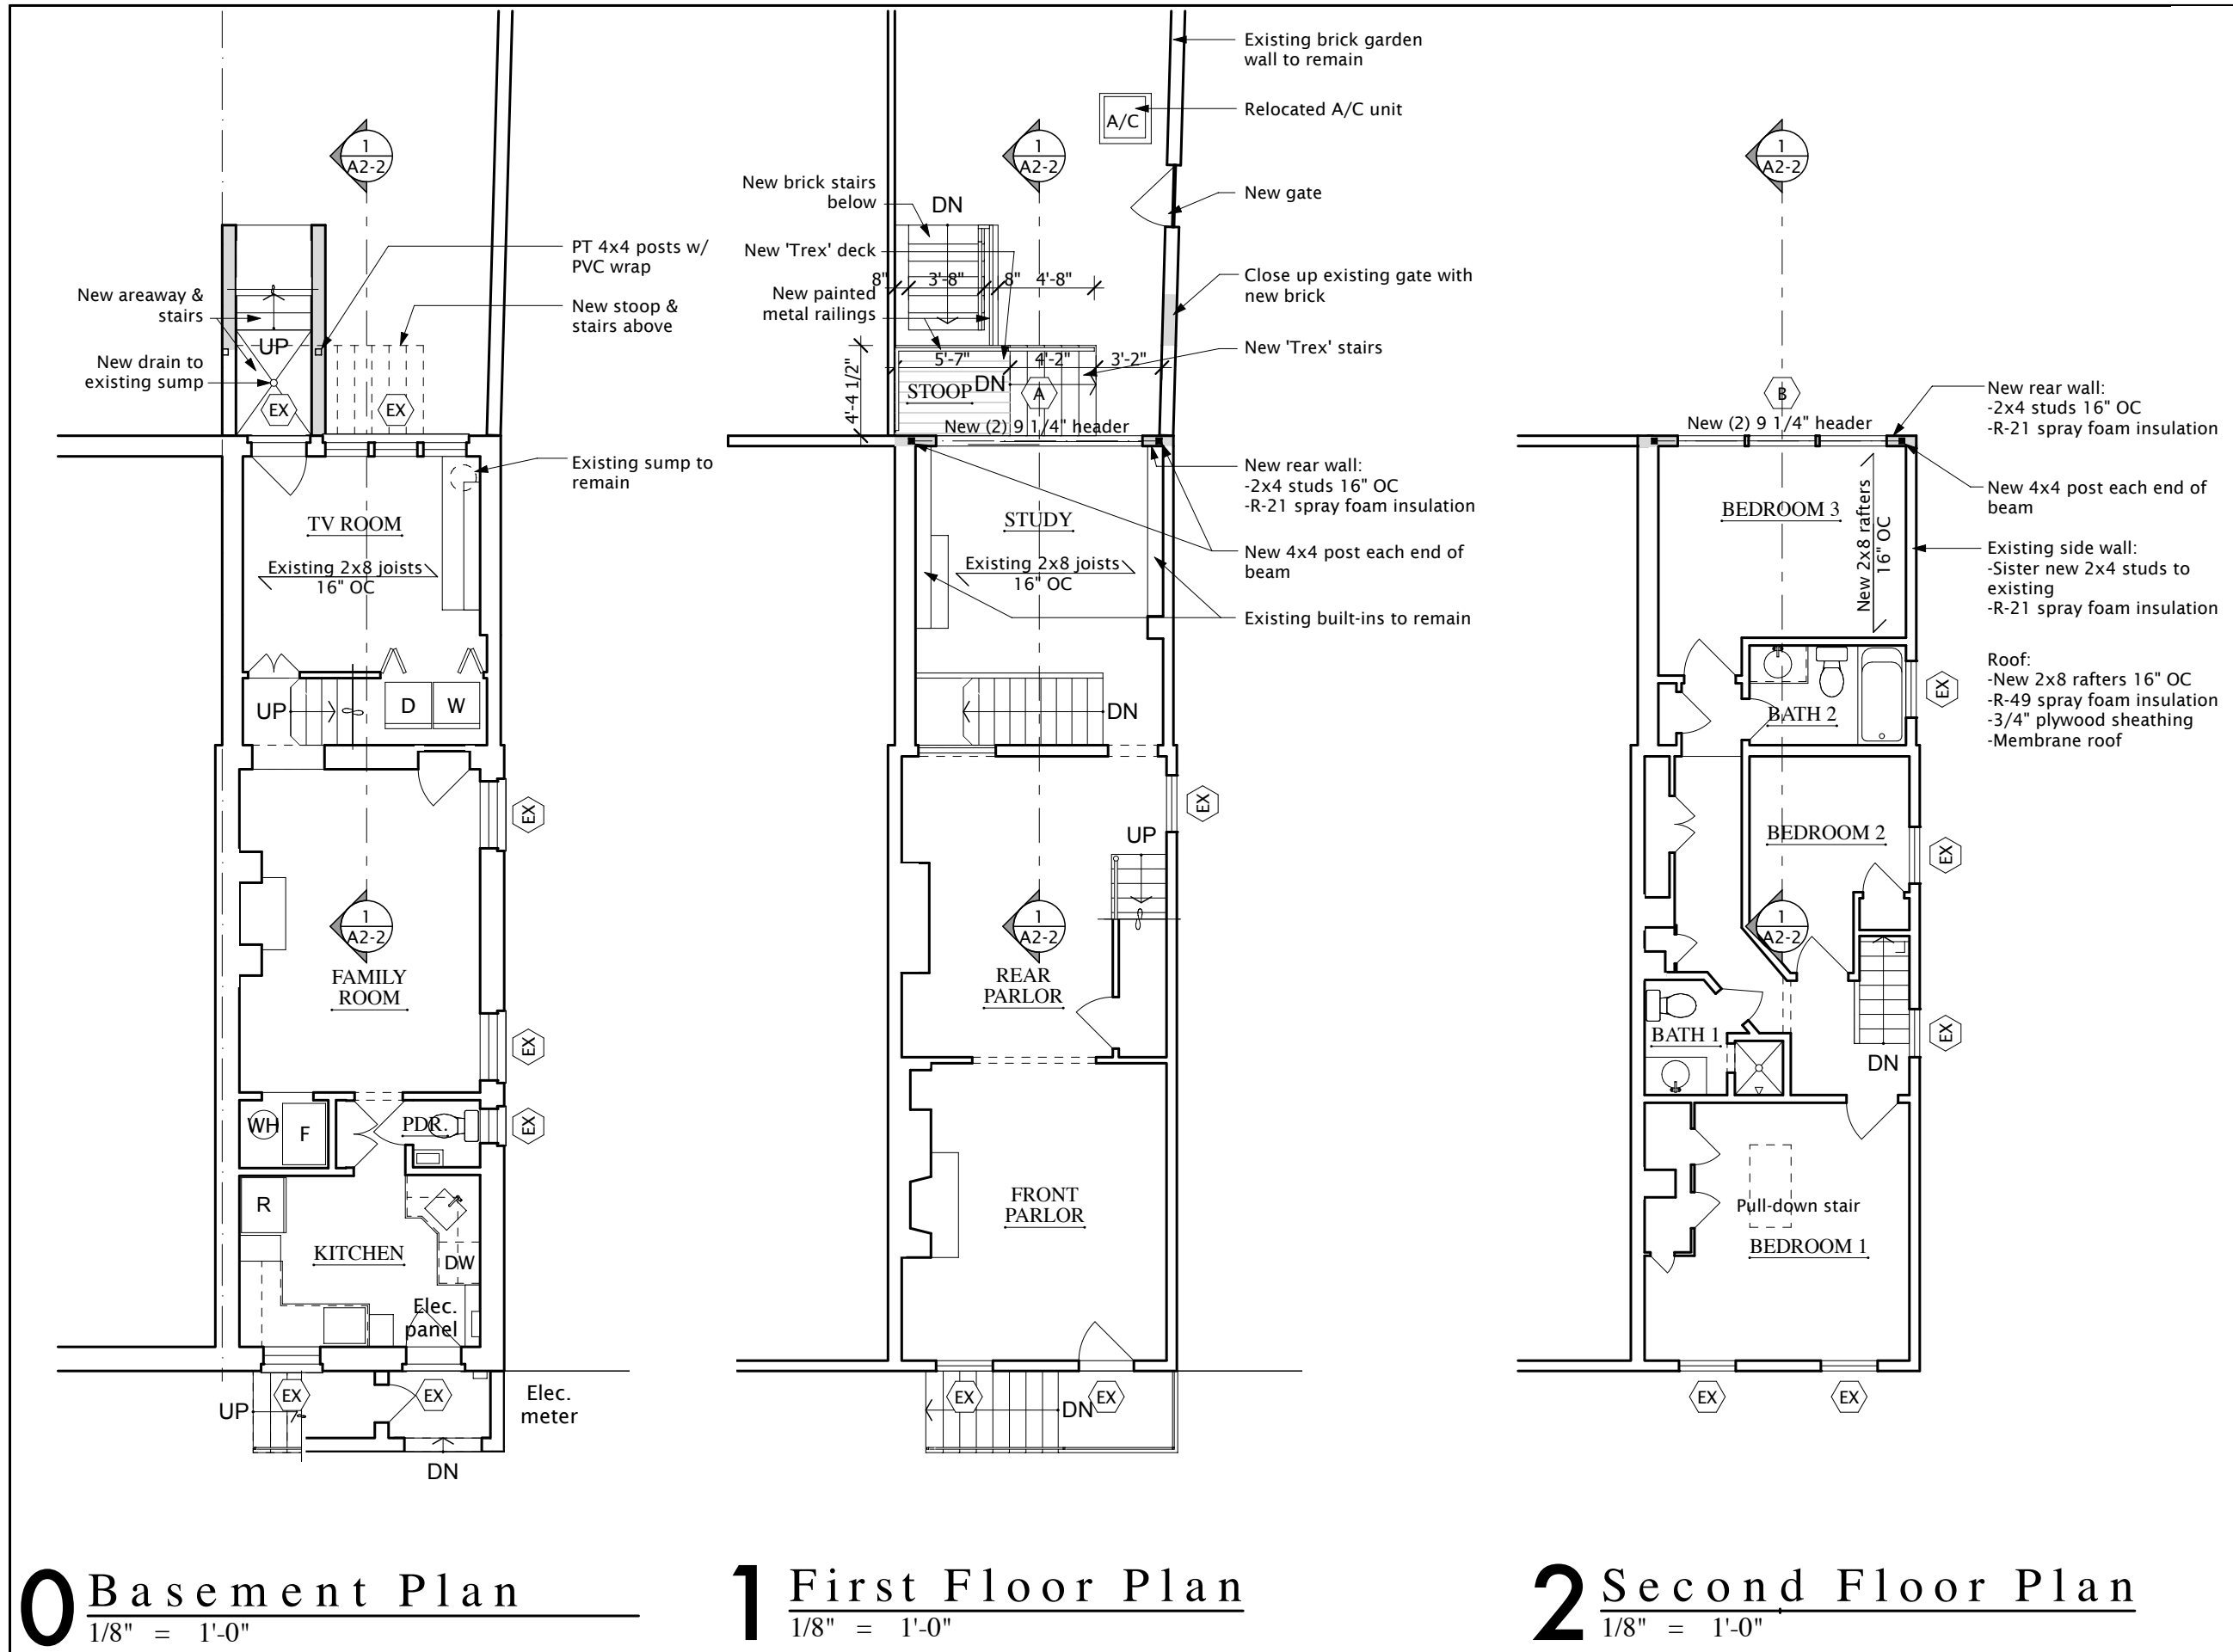 1
A2-2
PT 4x4 posts w/
PVC wrap
New areaway &
stairs
New stoop &
stairs above
UP
New drain to
existing sump
EX
EX
Existing sump to
remain
TV ROOM
Existing 2x8 joists
16" OC
UP
D
W
EX
1
A2-2
FAMILY
ROOM
EX
WH
F
PDR.
EX
R
KITCHEN
DW
Elec.
panel
EX
EX
UP
Elec.
meter
DN
0 Basement Plan
1/8" = 1'-0"
Existing brick garden
wall to remain
A/C
Relocated A/C unit
1
A2-2
New brick stairs
below
DN
New gate
New 'Trex' deck
Close up existing gate with
new brick
8"
3'-8"
8"
4'-8"
New painted
metal railings
New 'Trex' stairs
5'-7"
4'-2"
3'-2"
4'-4 1/2"
STOOP
DN
A
New (2) 9 1/4" header
New rear wall:
-2x4 studs 16" OC
-R-21 spray foam insulation
STUDY
New 4x4 post each end of
beam
Existing 2x8 joists
16" OC
Existing built-ins to remain
DN
EX
UP
1
A2-2
REAR
PARLOR
FRONT
PARLOR
EX
EX
DN
1 First Floor Plan
1/8" = 1'-0"
1
A2-2
B
New rear wall:
-2x4 studs 16" OC
-R-21 spray foam insulation
New (2) 9 1/4" header
BEDROOM 3
New 2x8 rafters
16" OC
New 4x4 post each end of
beam
Existing side wall:
-Sister new 2x4 studs to
existing
-R-21 spray foam insulation
Roof:
-New 2x8 rafters 16" OC
-R-49 spray foam insulation
-3/4" plywood sheathing
-Membrane roof
EX
BATH 2
BEDROOM 2
EX
1
A2-2
BATH 1
EX
DN
Pull-down stair
BEDROOM 1
EX
EX
2 Second Floor Plan
1/8" = 1'-0"